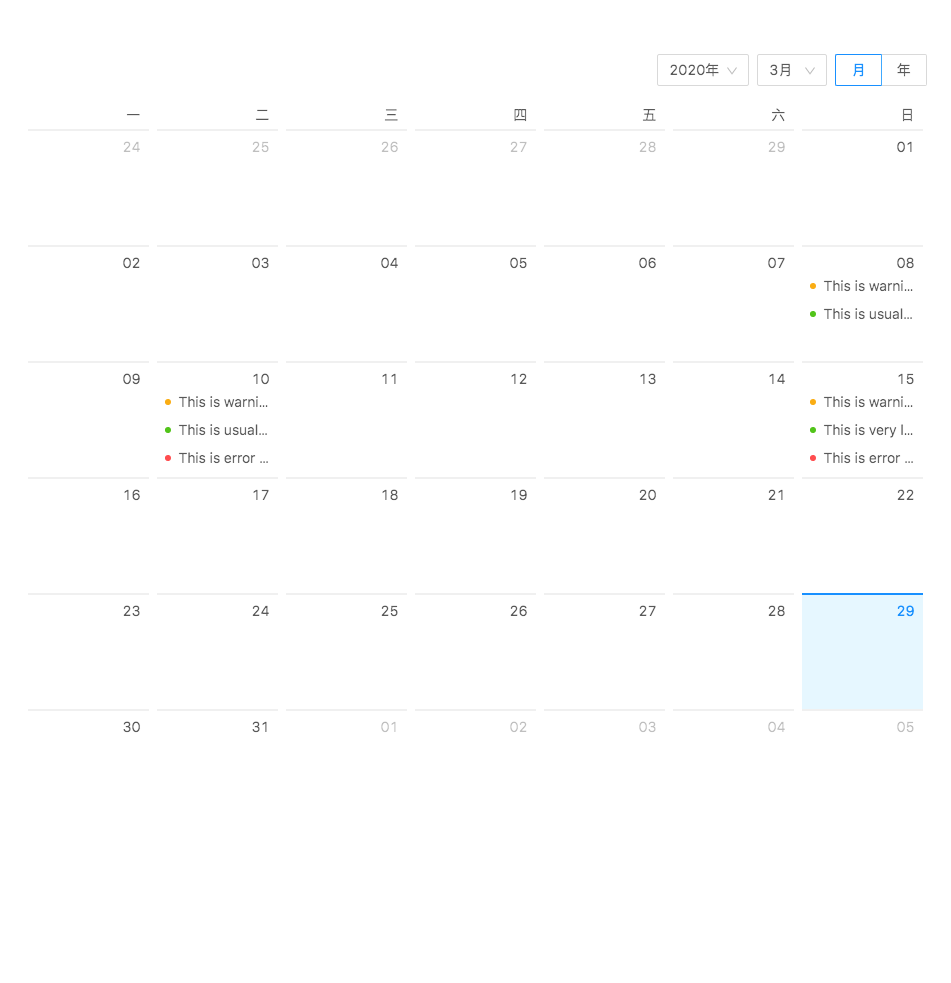 2020年 3月 月 年
一 二 三 四 五 六 日
24 25 26 27 28 29 01
02 03 04 05 06 07 08
This is warni...
This is usual...
09 10 11 12 13 14 15
This is warni... This is warni...
This is usual... This is very l...
This is error ... This is error ...
16 17 18 19 20 21 22
23 24 25 26 27 28 29
30 31 01 02 03 04 05